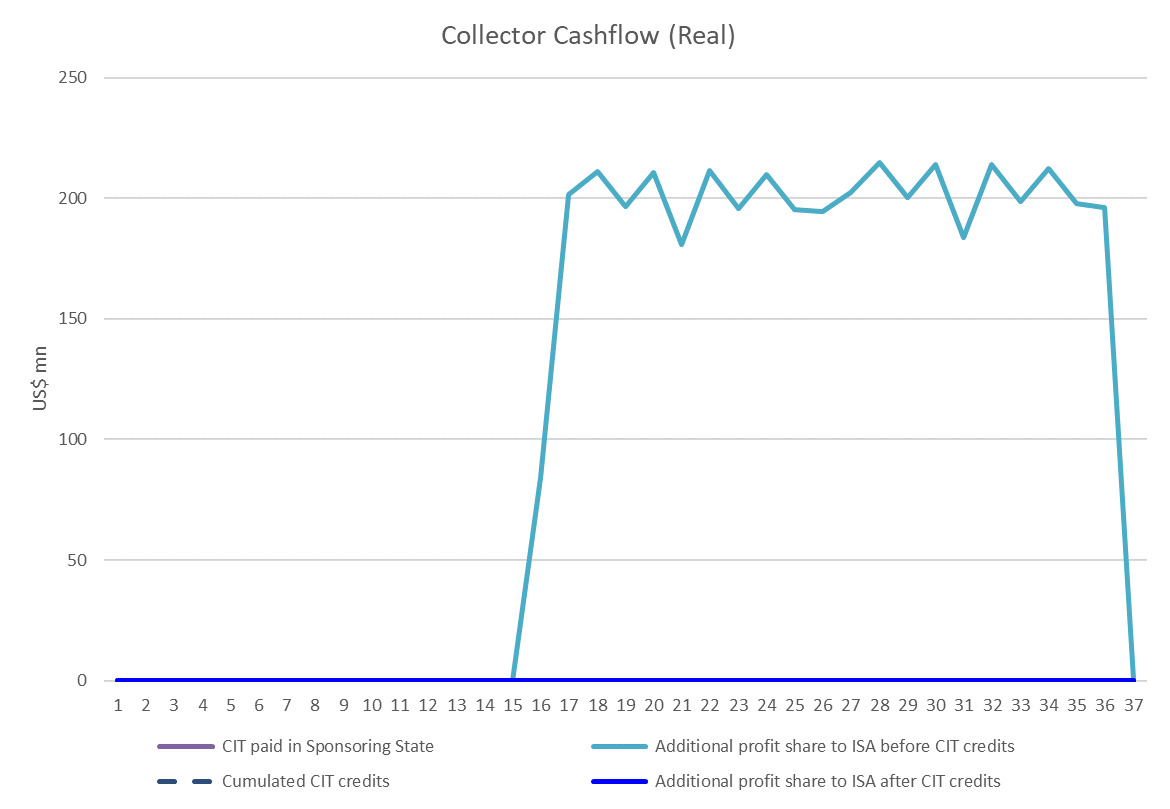 Collector Cashflow (Real)
250
200
150
100
50
0
US$ mn
1 2 3 4 5 6 7 8 9 10 11 12 13 14 15 16 17 18 19 20 21 22 23 24 25 26 27 28 29 30 31 32 33 34 35 36 37
CIT paid in Sponsoring State
Additional profit share to ISA before CIT credits
Cumulated CIT credits
Additional profit share to ISA after CIT credits